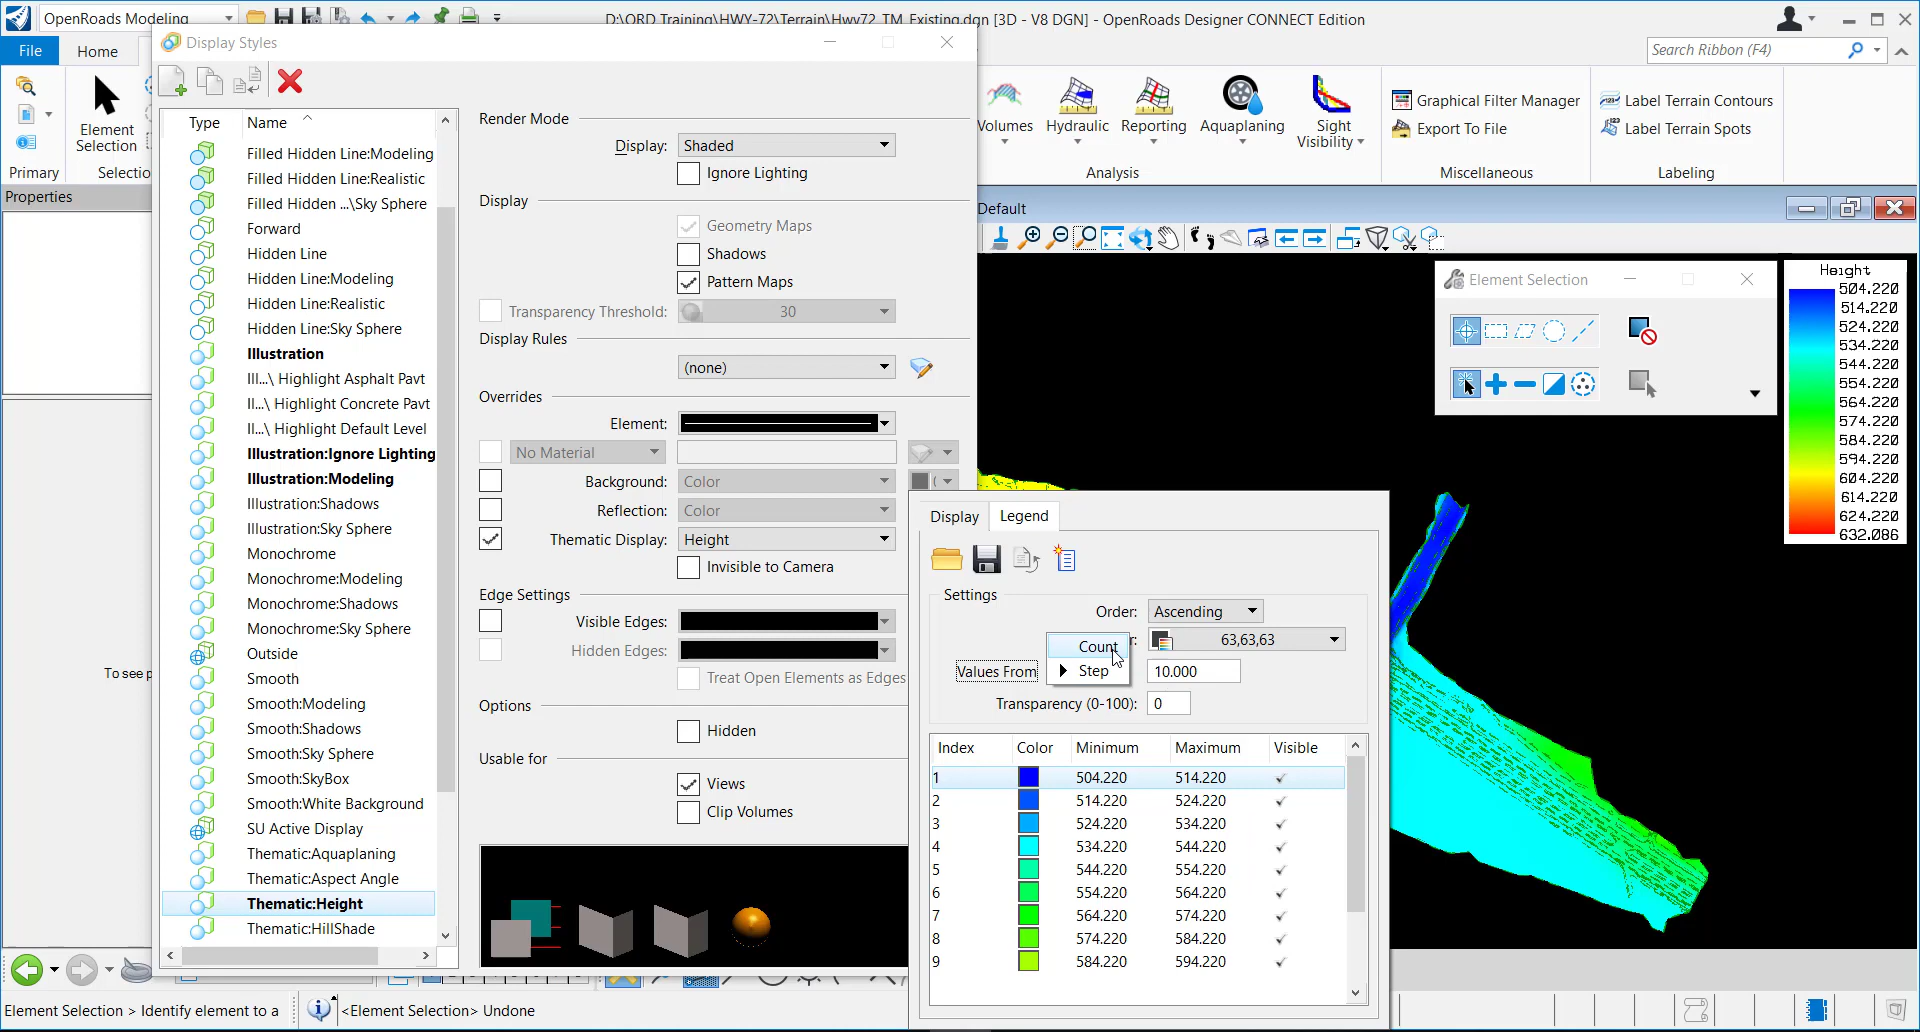 OpenRoads Modeling
D:\ORD Training\HWY-72\Terrain\Hwy72_TM_Existing.dgn [3D - V8 DGN] - OpenRoads Designer CONNECT Edition
File
Home
Search Ribbon (F4)
Element
Selection
Primary
Selectio
Volumes
Hydraulic
Reporting
Aquaplaning
Sight
Visibility
Analysis
Graphical Filter Manager
Export To File
Miscellaneous
Label Terrain Contours
Label Terrain Spots
Labeling
Properties
To see p
Display Styles
Type
Name
Filled Hidden Line:Modeling
Filled Hidden Line:Realistic
Filled Hidden ...\Sky Sphere
Forward
Hidden Line
Hidden Line:Modeling
Hidden Line:Realistic
Hidden Line:Sky Sphere
Illustration
Ill...\ Highlight Asphalt Pavt
Il...\ Highlight Concrete Pavt
Il...\ Highlight Default Level
Illustration:Ignore Lighting
Illustration:Modeling
Illustration:Shadows
Illustration:Sky Sphere
Monochrome
Monochrome:Modeling
Monochrome:Shadows
Monochrome:Sky Sphere
Outside
Smooth
Smooth:Modeling
Smooth:Shadows
Smooth:Sky Sphere
Smooth:SkyBox
Smooth:White Background
SU Active Display
Thematic:Aquaplaning
Thematic:Aspect Angle
Thematic:Height
Thematic:HillShade
Render Mode
Display: Shaded
Ignore Lighting
Display
Geometry Maps
Shadows
Pattern Maps
Transparency Threshold: 30
Display Rules
(none)
Overrides
Element:
No Material
Background: Color
Reflection: Color
Thematic Display: Height
Invisible to Camera
Edge Settings
Visible Edges:
Hidden Edges:
Treat Open Elements as Edges
Options
Hidden
Usable for
Views
Clip Volumes
Default
Element Selection
Height
504.220
514.220
524.220
534.220
544.220
554.220
564.220
574.220
584.220
594.220
604.220
614.220
624.220
632.086
Display
Legend
Settings
Order: Ascending
r: 63,63,63
Count
Step
Values From
10.000
Transparency (0-100): 0
Index Color Minimum Maximum Visible
1 504.220 514.220
2 514.220 524.220
3 524.220 534.220
4 534.220 544.220
5 544.220 554.220
6 554.220 564.220
7 564.220 574.220
8 574.220 584.220
9 584.220 594.220
Element Selection > Identify element to a
<Element Selection> Undone